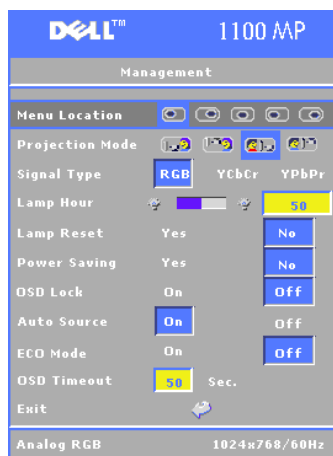 DELL™ 1100 MP
Management
Menu Location
Projection Mode
Signal Type RGB YCbCr YPbPr
Lamp Hour 50
Lamp Reset Yes No
Power Saving Yes No
OSD Lock On Off
Auto Source On Off
ECO Mode On Off
OSD Timeout 50 Sec.
Exit
Analog RGB 1024x768/60Hz